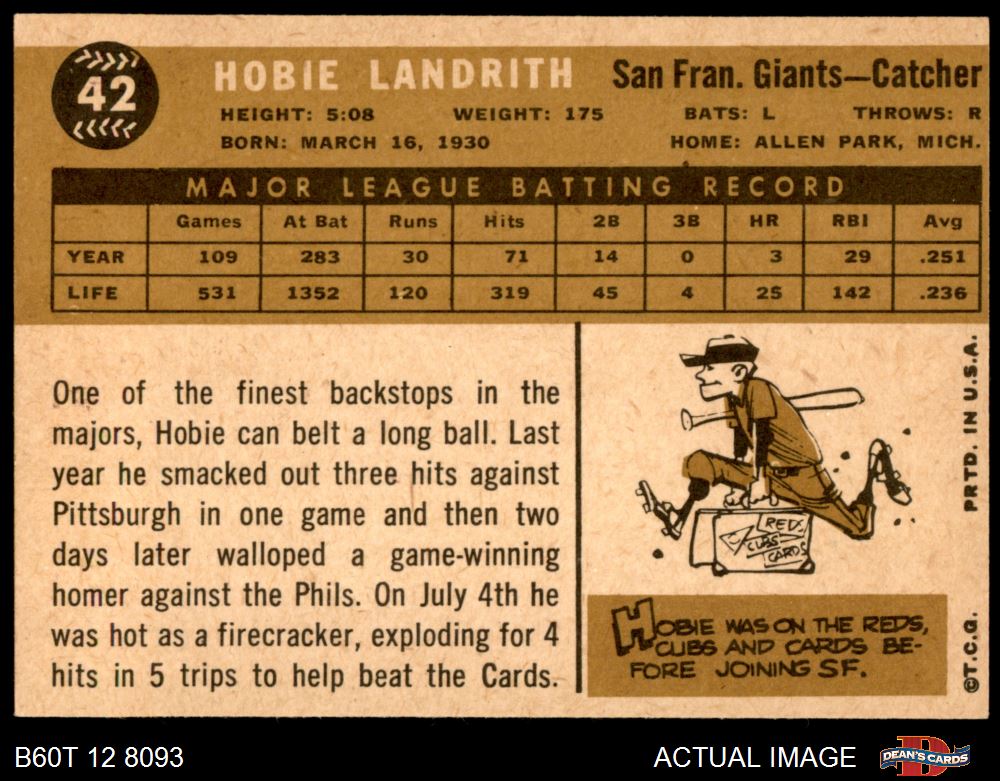 42
HOBIE LANDRITH San Fran. Giants—Catcher
HEIGHT: 5:08 WEIGHT: 175 BATS: L THROWS: R
BORN: MARCH 16, 1930 HOME: ALLEN PARK, MICH.
MAJOR LEAGUE BATTING RECORD
Games At Bat Runs Hits 2B 3B HR RBI Avg
YEAR 109 283 30 71 14 0 3 29 .251
LIFE 531 1352 120 319 45 4 25 142 .236
One of the finest backstops in the
majors, Hobie can belt a long ball. Last
year he smacked out three hits against
Pittsburgh in one game and then two
days later walloped a game-winning
homer against the Phils. On July 4th he
was hot as a firecracker, exploding for 4
hits in 5 trips to help beat the Cards.
REDS
CUBS
CARDS
HOBIE WAS ON THE REDS,
CUBS AND CARDS BE-
FORE JOINING SF.
PRTD. IN U.S.A.
©T.C.G.
B60T 12 8093
ACTUAL IMAGE
DEAN'S CARDS